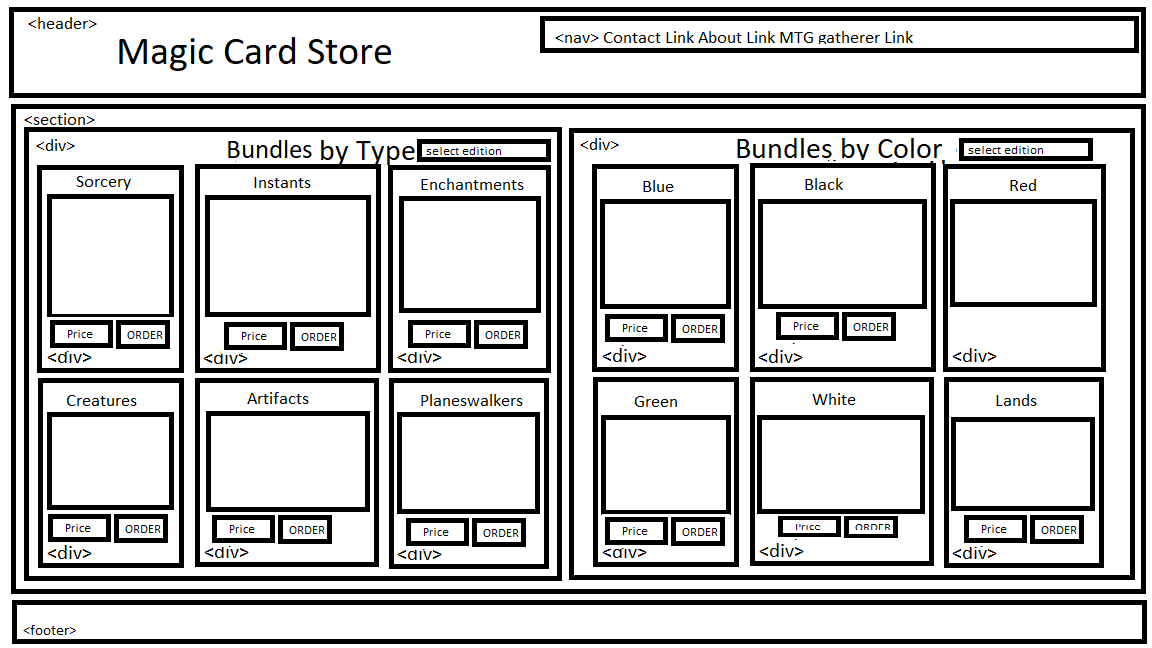 <header>
Magic Card Store
<nav> Contact Link About Link MTG gatherer Link
<section>
<div>
Bundles by Type
select edition
Sorcery
Instants
Enchantments
Price
ORDER
Price
ORDER
Price
ORDER
<div>
<div>
<div>
Creatures
Artifacts
Planeswalkers
Price
ORDER
Price
ORDER
Price
ORDER
<div>
<div>
<div>
<div>
Bundles by Color
select edition
Blue
Black
Red
Price
ORDER
Price
ORDER
<div>
<div>
<div>
Green
White
Lands
Price
ORDER
Price
ORDER
Price
ORDER
<div>
<div>
<div>
<footer>